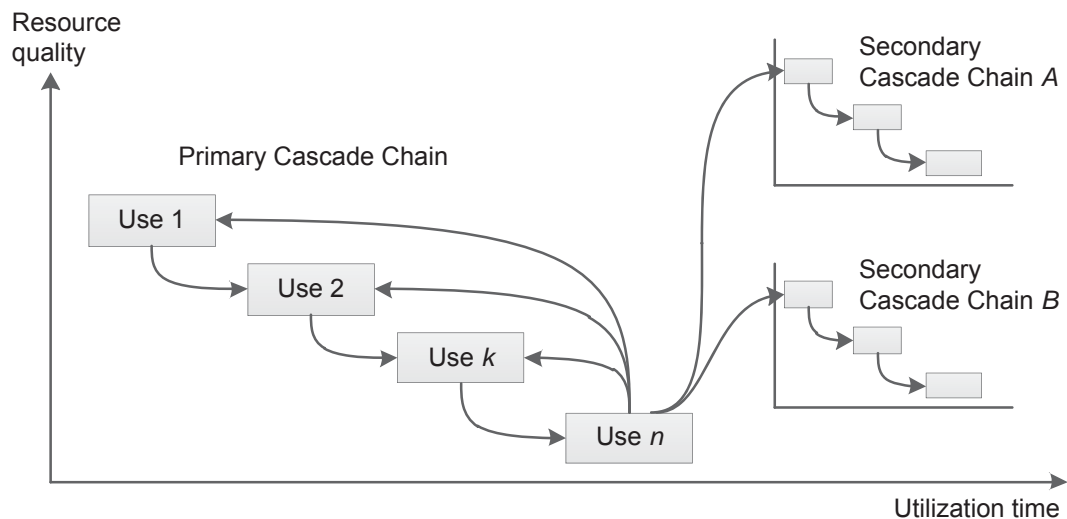 Resource
quality
Secondary
Cascade Chain A
Primary Cascade Chain
Use 1
Use 2
Secondary
Cascade Chain B
Use k
Use n
Utilization time